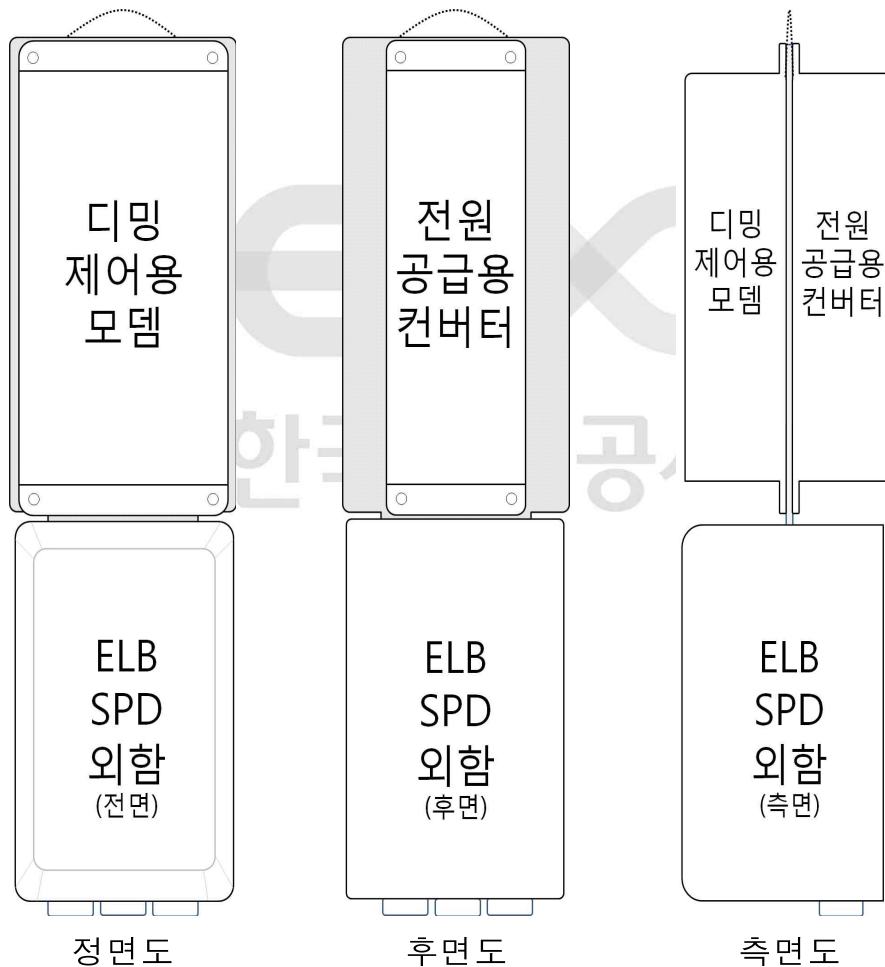 디밍
제어용
모뎀
ELB
SPD
외함
(전면)
정면도
전원
공급용
컨버터
ELB
SPD
외함
(후면)
후면도
디밍
제어용
모뎀
전원
공급용
컨버터
ELB
SPD
외함
(측면)
측면도